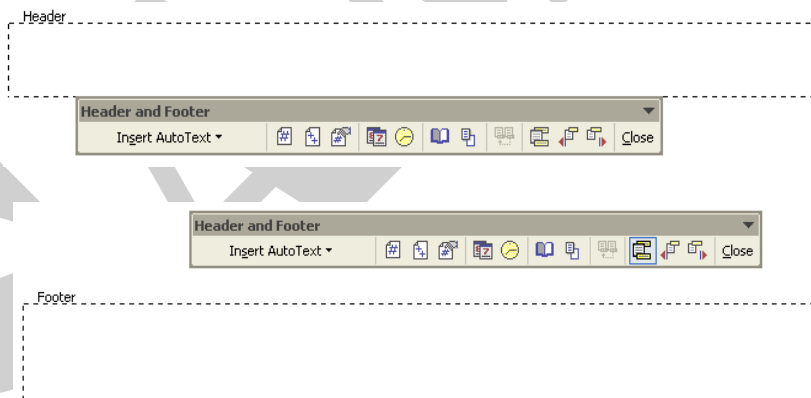 Header
Header and Footer
Insert AutoText Close
Header and Footer
Insert AutoText Close
Footer